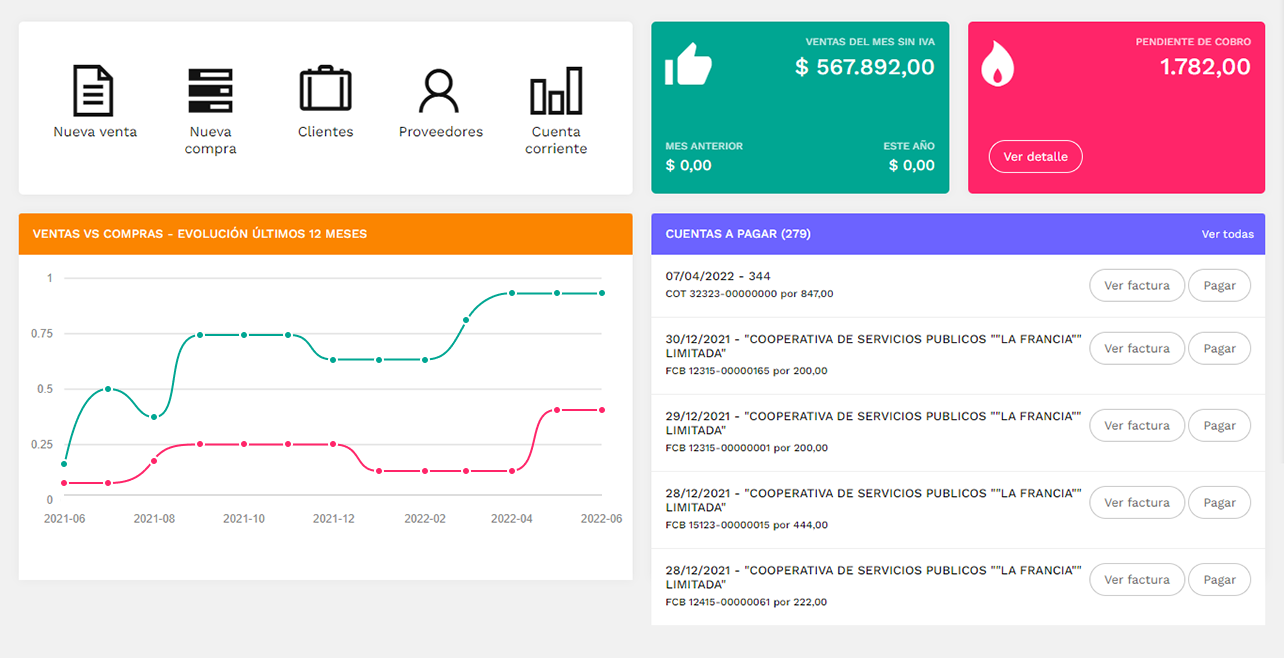 Nueva venta
Nueva
compra
Clientes
Proveedores
Cuenta
corriente
VENTAS DEL MES SIN IVA
$ 567.892,00
MES ANTERIOR
$ 0,00
ESTE AÑO
$ 0,00
PENDIENTE DE COBRO
1.782,00
Ver detalle
VENTAS VS COMPRAS - EVOLUCIÓN ÚLTIMOS 12 MESES
1
0.75
0.5
0.25
0
2021-06
2021-08
2021-10
2021-12
2022-02
2022-04
2022-06
CUENTAS A PAGAR (279)
Ver todas
07/04/2022 - 344
COT 32323-00000000 por 847,00
Ver factura
Pagar
30/12/2021 - "COOPERATIVA DE SERVICIOS PUBLICOS ""LA FRANCIA""
LIMITADA"
FCB 12315-00000165 por 200,00
Ver factura
Pagar
29/12/2021 - "COOPERATIVA DE SERVICIOS PUBLICOS ""LA FRANCIA""
LIMITADA"
FCB 12315-00000001 por 200,00
Ver factura
Pagar
28/12/2021 - "COOPERATIVA DE SERVICIOS PUBLICOS ""LA FRANCIA""
LIMITADA"
FCB 15123-00000015 por 444,00
Ver factura
Pagar
28/12/2021 - "COOPERATIVA DE SERVICIOS PUBLICOS ""LA FRANCIA""
LIMITADA"
FCB 12415-00000061 por 222,00
Ver factura
Pagar